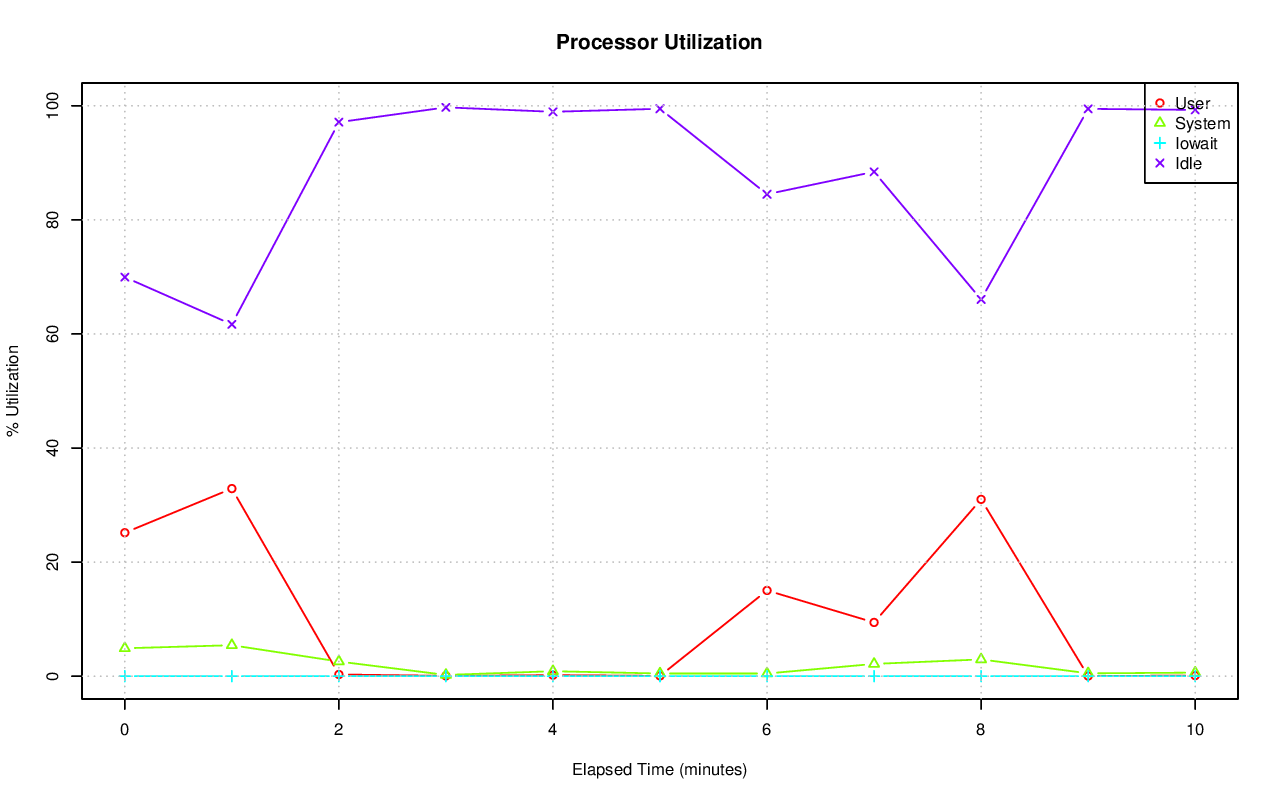 Processor Utilization
% Utilization
100
80
60
40
20
0
User
System
Iowait
Idle
0 2 4 6 8 10
Elapsed Time (minutes)